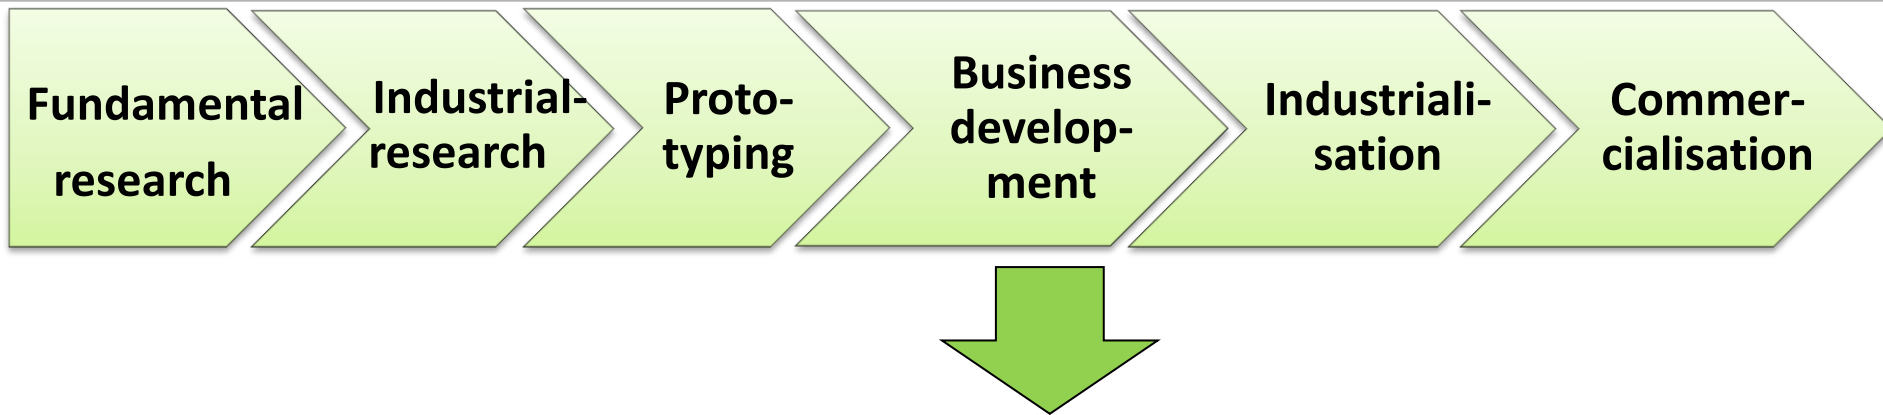 Fundamental
research
Industrial-
research
Proto-
typing
Business
develop-
ment
Industriali-
sation
Commer-
cialisation